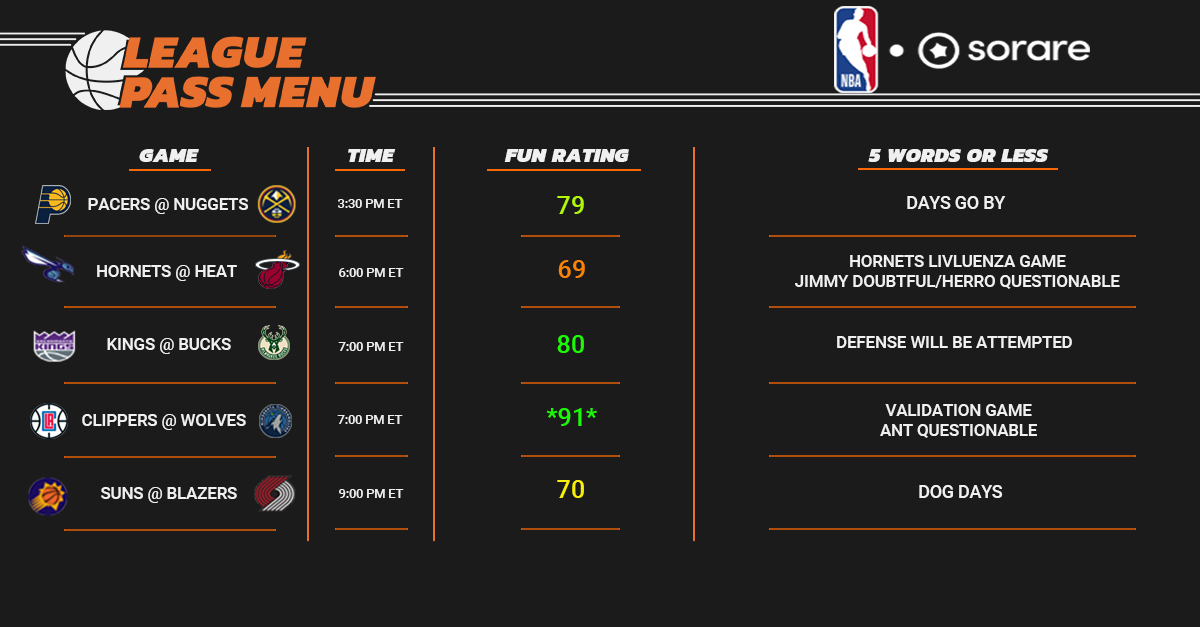 LEAGUE
PASS MENU
NBA
sorare
GAME TIME FUN RATING 5 WORDS OR LESS
PACERS @ NUGGETS 3:30 PM ET 79 DAYS GO BY
HORNETS @ HEAT 6:00 PM ET 69 HORNETS LIVLUENZA GAME
JIMMY DOUBTFUL/HERRO QUESTIONABLE
KINGS @ BUCKS 7:00 PM ET 80 DEFENSE WILL BE ATTEMPTED
CLIPPERS @ WOLVES 7:00 PM ET *91* VALIDATION GAME
ANT QUESTIONABLE
SUNS @ BLAZERS 9:00 PM ET 70 DOG DAYS